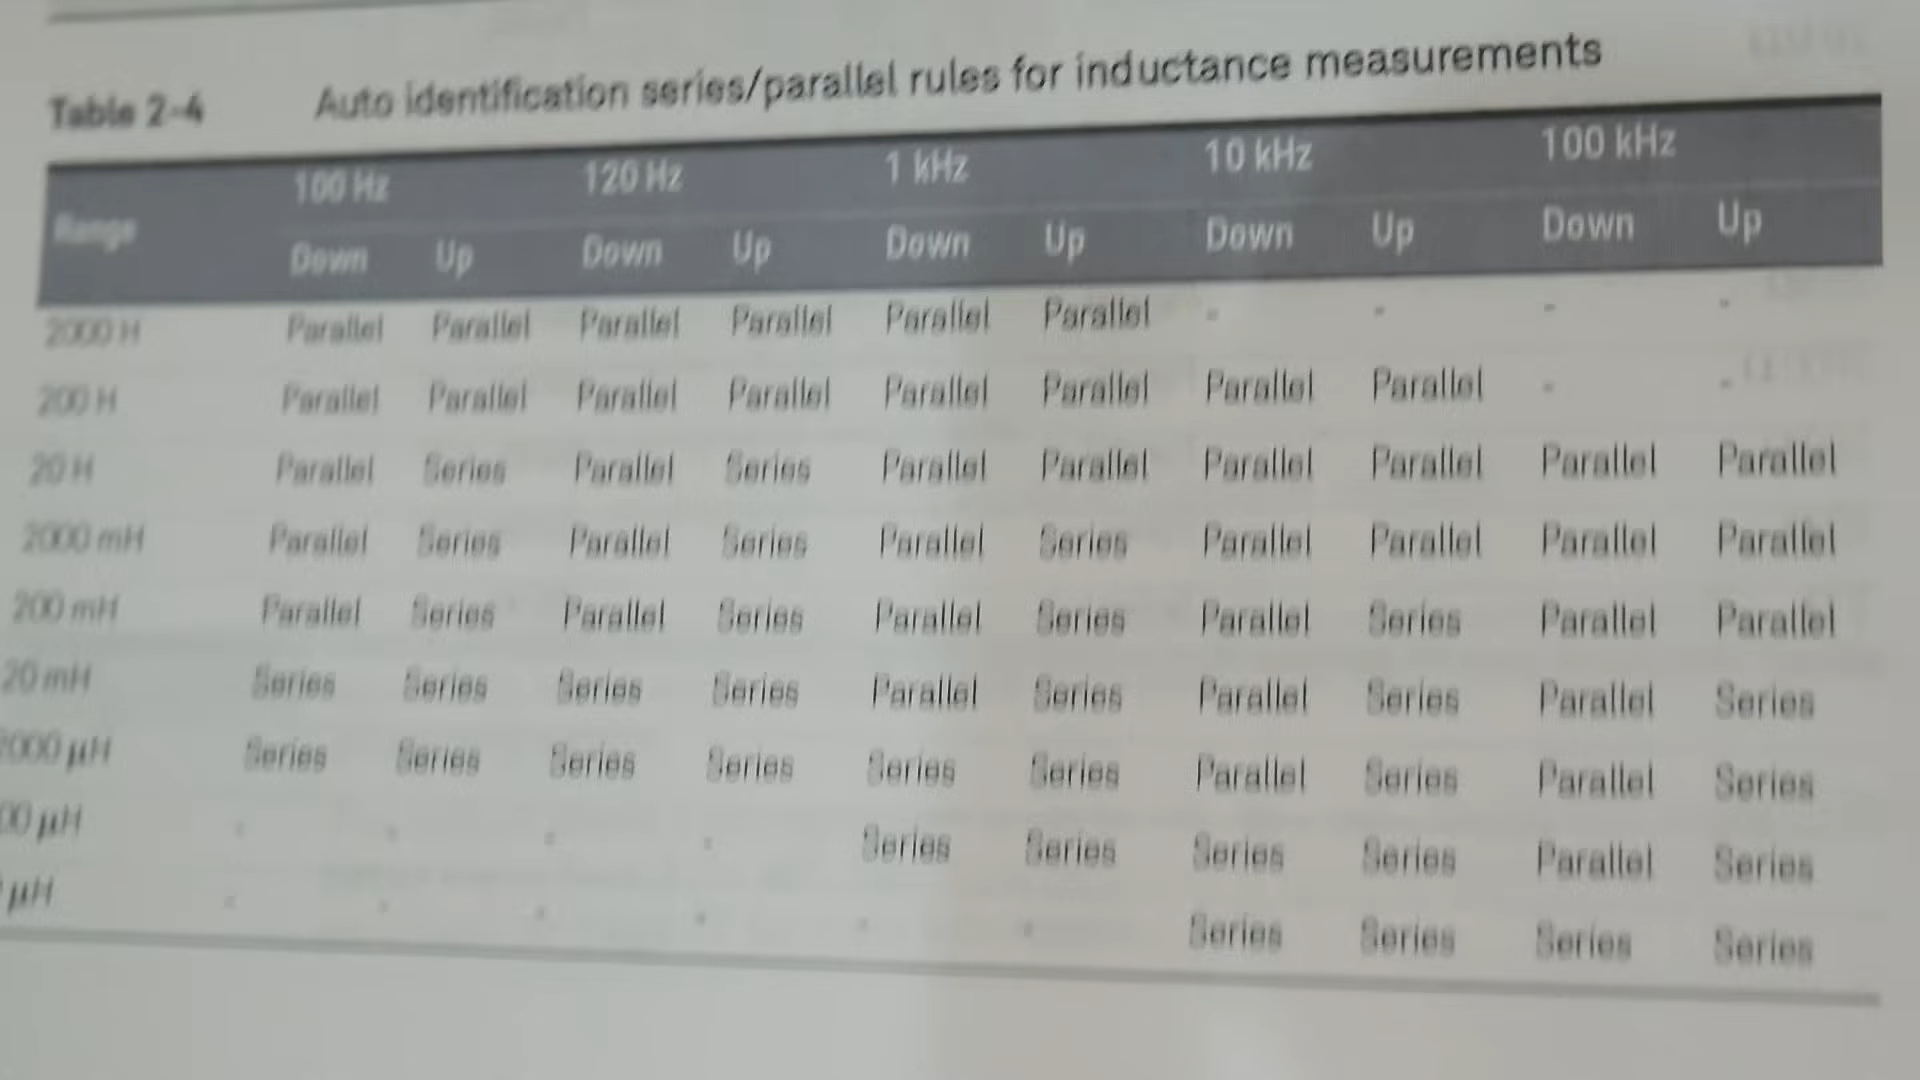 Table 2-4 Auto identification series/parallel rules for inductance measurements
Range 100 Hz 120 Hz 1 kHz 10 kHz 100 kHz
Down Up Down Up Down Up Down Up Down Up
2000 H Parallel Parallel Parallel Parallel Parallel Parallel - - - -
200 H Parallel Parallel Parallel Parallel Parallel Parallel Parallel Parallel - -
20 H Parallel Series Parallel Series Parallel Parallel Parallel Parallel Parallel Parallel
2000 mH Parallel Series Parallel Series Parallel Series Parallel Parallel Parallel Parallel
200 mH Parallel Series Parallel Series Parallel Series Parallel Series Parallel Parallel
20 mH Series Series Series Series Parallel Series Parallel Series Parallel Series
000 μH Series Series Series Series Series Series Parallel Series Parallel Series
00 μH - - - - Series Series Series Series Parallel Series
μH - - - - - - Series Series Series Series